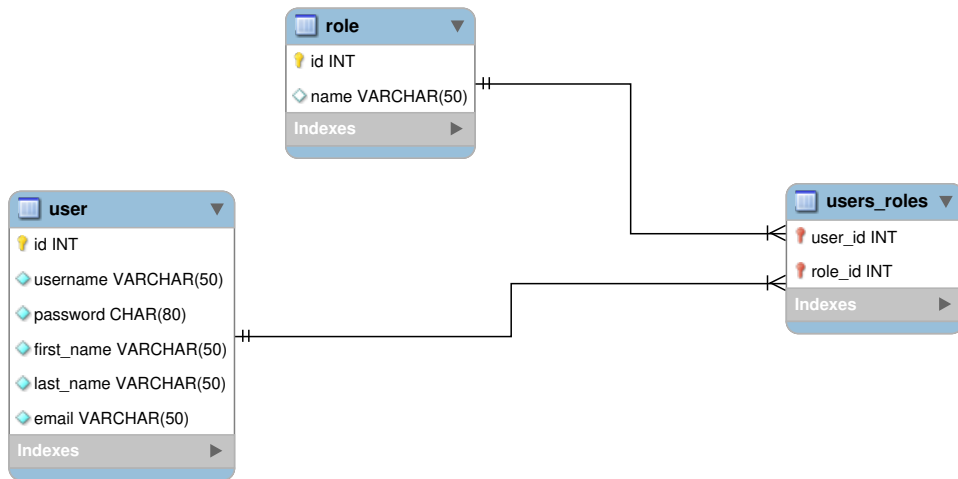 role
id INT
name VARCHAR(50)
Indexes
user
id INT
username VARCHAR(50)
password CHAR(80)
first_name VARCHAR(50)
last_name VARCHAR(50)
email VARCHAR(50)
Indexes
users_roles
user_id INT
role_id INT
Indexes